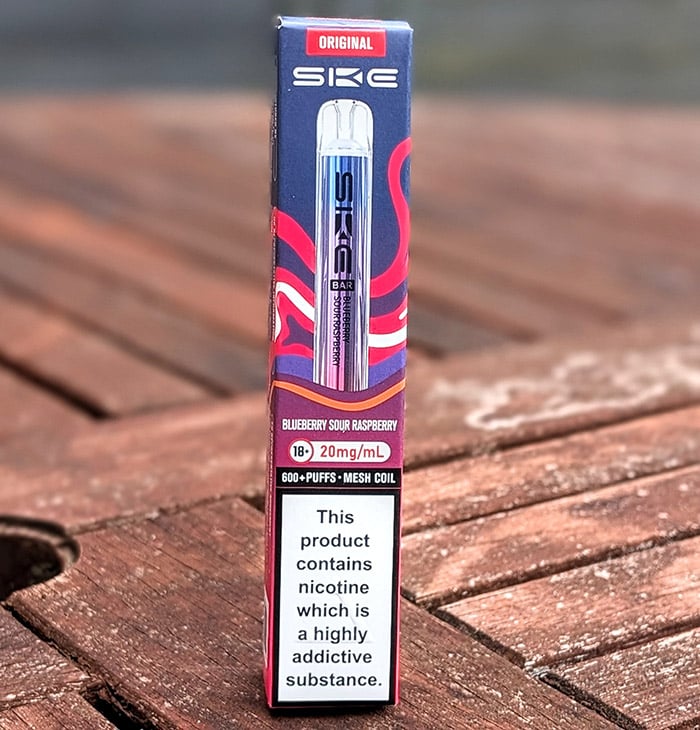 ORIGINAL
SKE
SKE
BAR
BLUEBERRY
SOUR RASPBERRY
BLUEBERRY SOUR RASPBERRY
18+ 20mg/mL
600+PUFFS • MESH COIL
This
product
contains
nicotine
which is
a highly
addictive
substance.